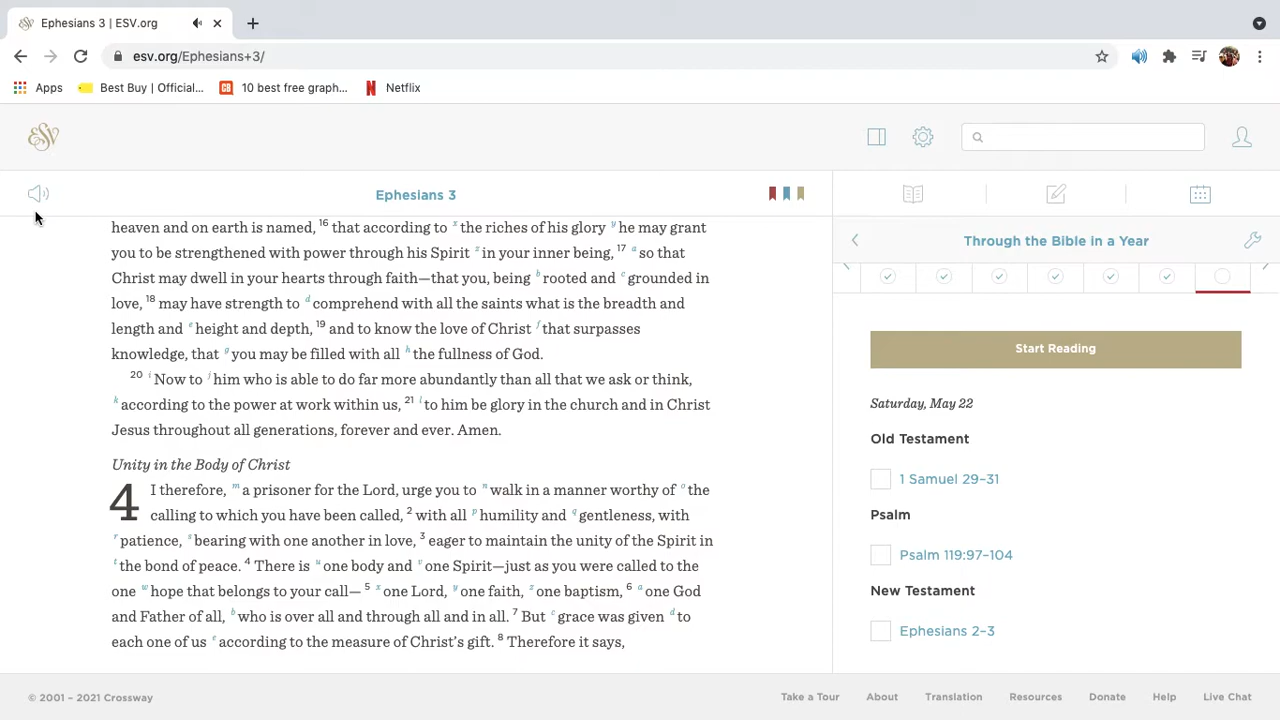 Ephesians 3 | ESV.org
esv.org/Ephesians+3/
Apps Best Buy | Official... CB 10 best free graph... N Netflix
ESV
Ephesians 3
heaven and on earth is named, 16 that according to x the riches of his glory y he may grant
you to be strengthened with power through his Spirit z in your inner being, 17 a so that
Christ may dwell in your hearts through faith—that you, being b rooted and c grounded in
love, 18 may have strength to d comprehend with all the saints what is the breadth and
length and e height and depth, 19 and to know the love of Christ f that surpasses
knowledge, that g you may be filled with all h the fullness of God.
20 i Now to j him who is able to do far more abundantly than all that we ask or think,
k according to the power at work within us, 21 l to him be glory in the church and in Christ
Jesus throughout all generations, forever and ever. Amen.
Unity in the Body of Christ
4 I therefore, m a prisoner for the Lord, urge you to n walk in a manner worthy of o the
calling to which you have been called, 2 with all p humility and q gentleness, with
r patience, s bearing with one another in love, 3 eager to maintain the unity of the Spirit in
t the bond of peace. 4 There is u one body and v one Spirit—just as you were called to the
one w hope that belongs to your call— 5 x one Lord, y one faith, z one baptism, 6 a one God
and Father of all, b who is over all and through all and in all. 7 But c grace was given d to
each one of us e according to the measure of Christ's gift. 8 Therefore it says,
Through the Bible in a Year
Start Reading
Saturday, May 22
Old Testament
1 Samuel 29–31
Psalm
Psalm 119:97–104
New Testament
Ephesians 2–3
© 2001 – 2021 Crossway
Take a Tour About Translation Resources Donate Help Live Chat